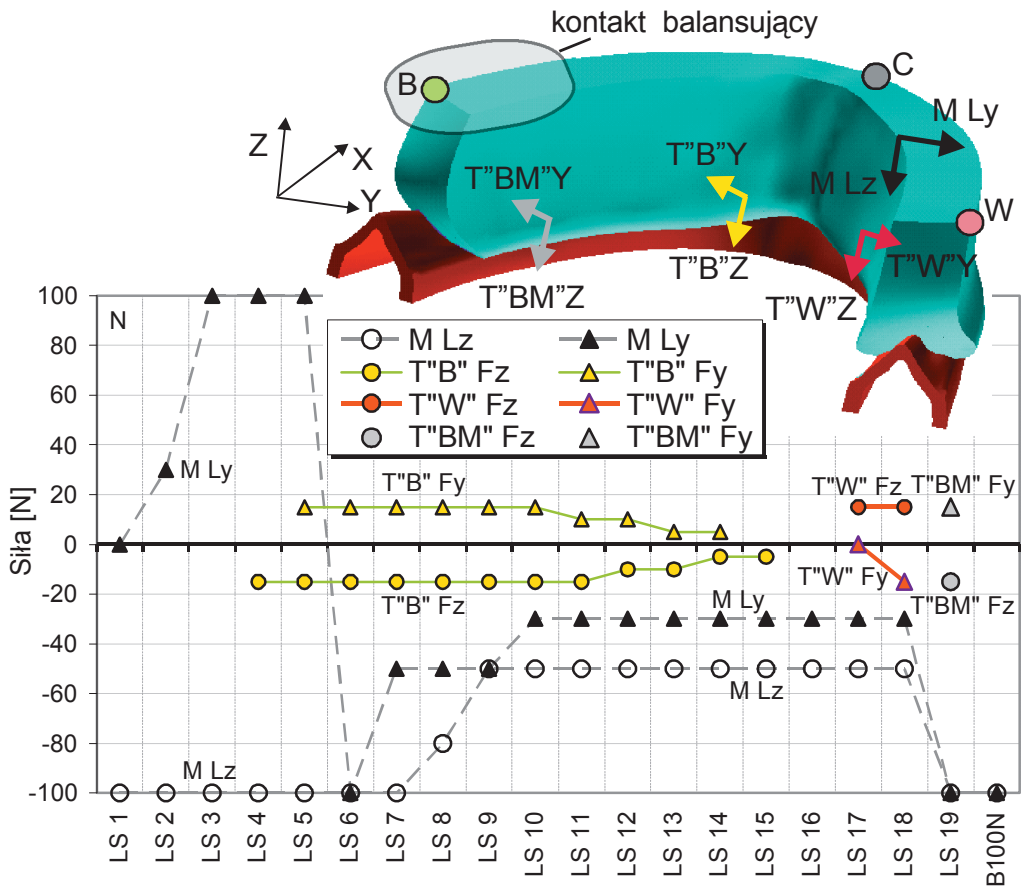 kontakt balansujący
B
C
M Ly
Z
X
Y
T”BM”Y
T”B”Y
M Lz
W
T”BM”Z
T”B”Z
T”W”Y
T”W”Z
Siła [N]
N
100
80
60
40
20
0
-20
-40
-60
-80
-100
M Lz
M Ly
T"B" Fz
T"B" Fy
T"W" Fz
T"W" Fy
T"BM" Fz
T"BM" Fy
M Ly
T"B" Fy
T"W" Fz
T"BM" Fy
T"B" Fz
T"W" Fy
T"BM" Fz
M Ly
M Lz
M Lz
LS 1
LS 2
LS 3
LS 4
LS 5
LS 6
LS 7
LS 8
LS 9
LS 10
LS 11
LS 12
LS 13
LS 14
LS 15
LS 16
LS 17
LS 18
LS 19
B100N